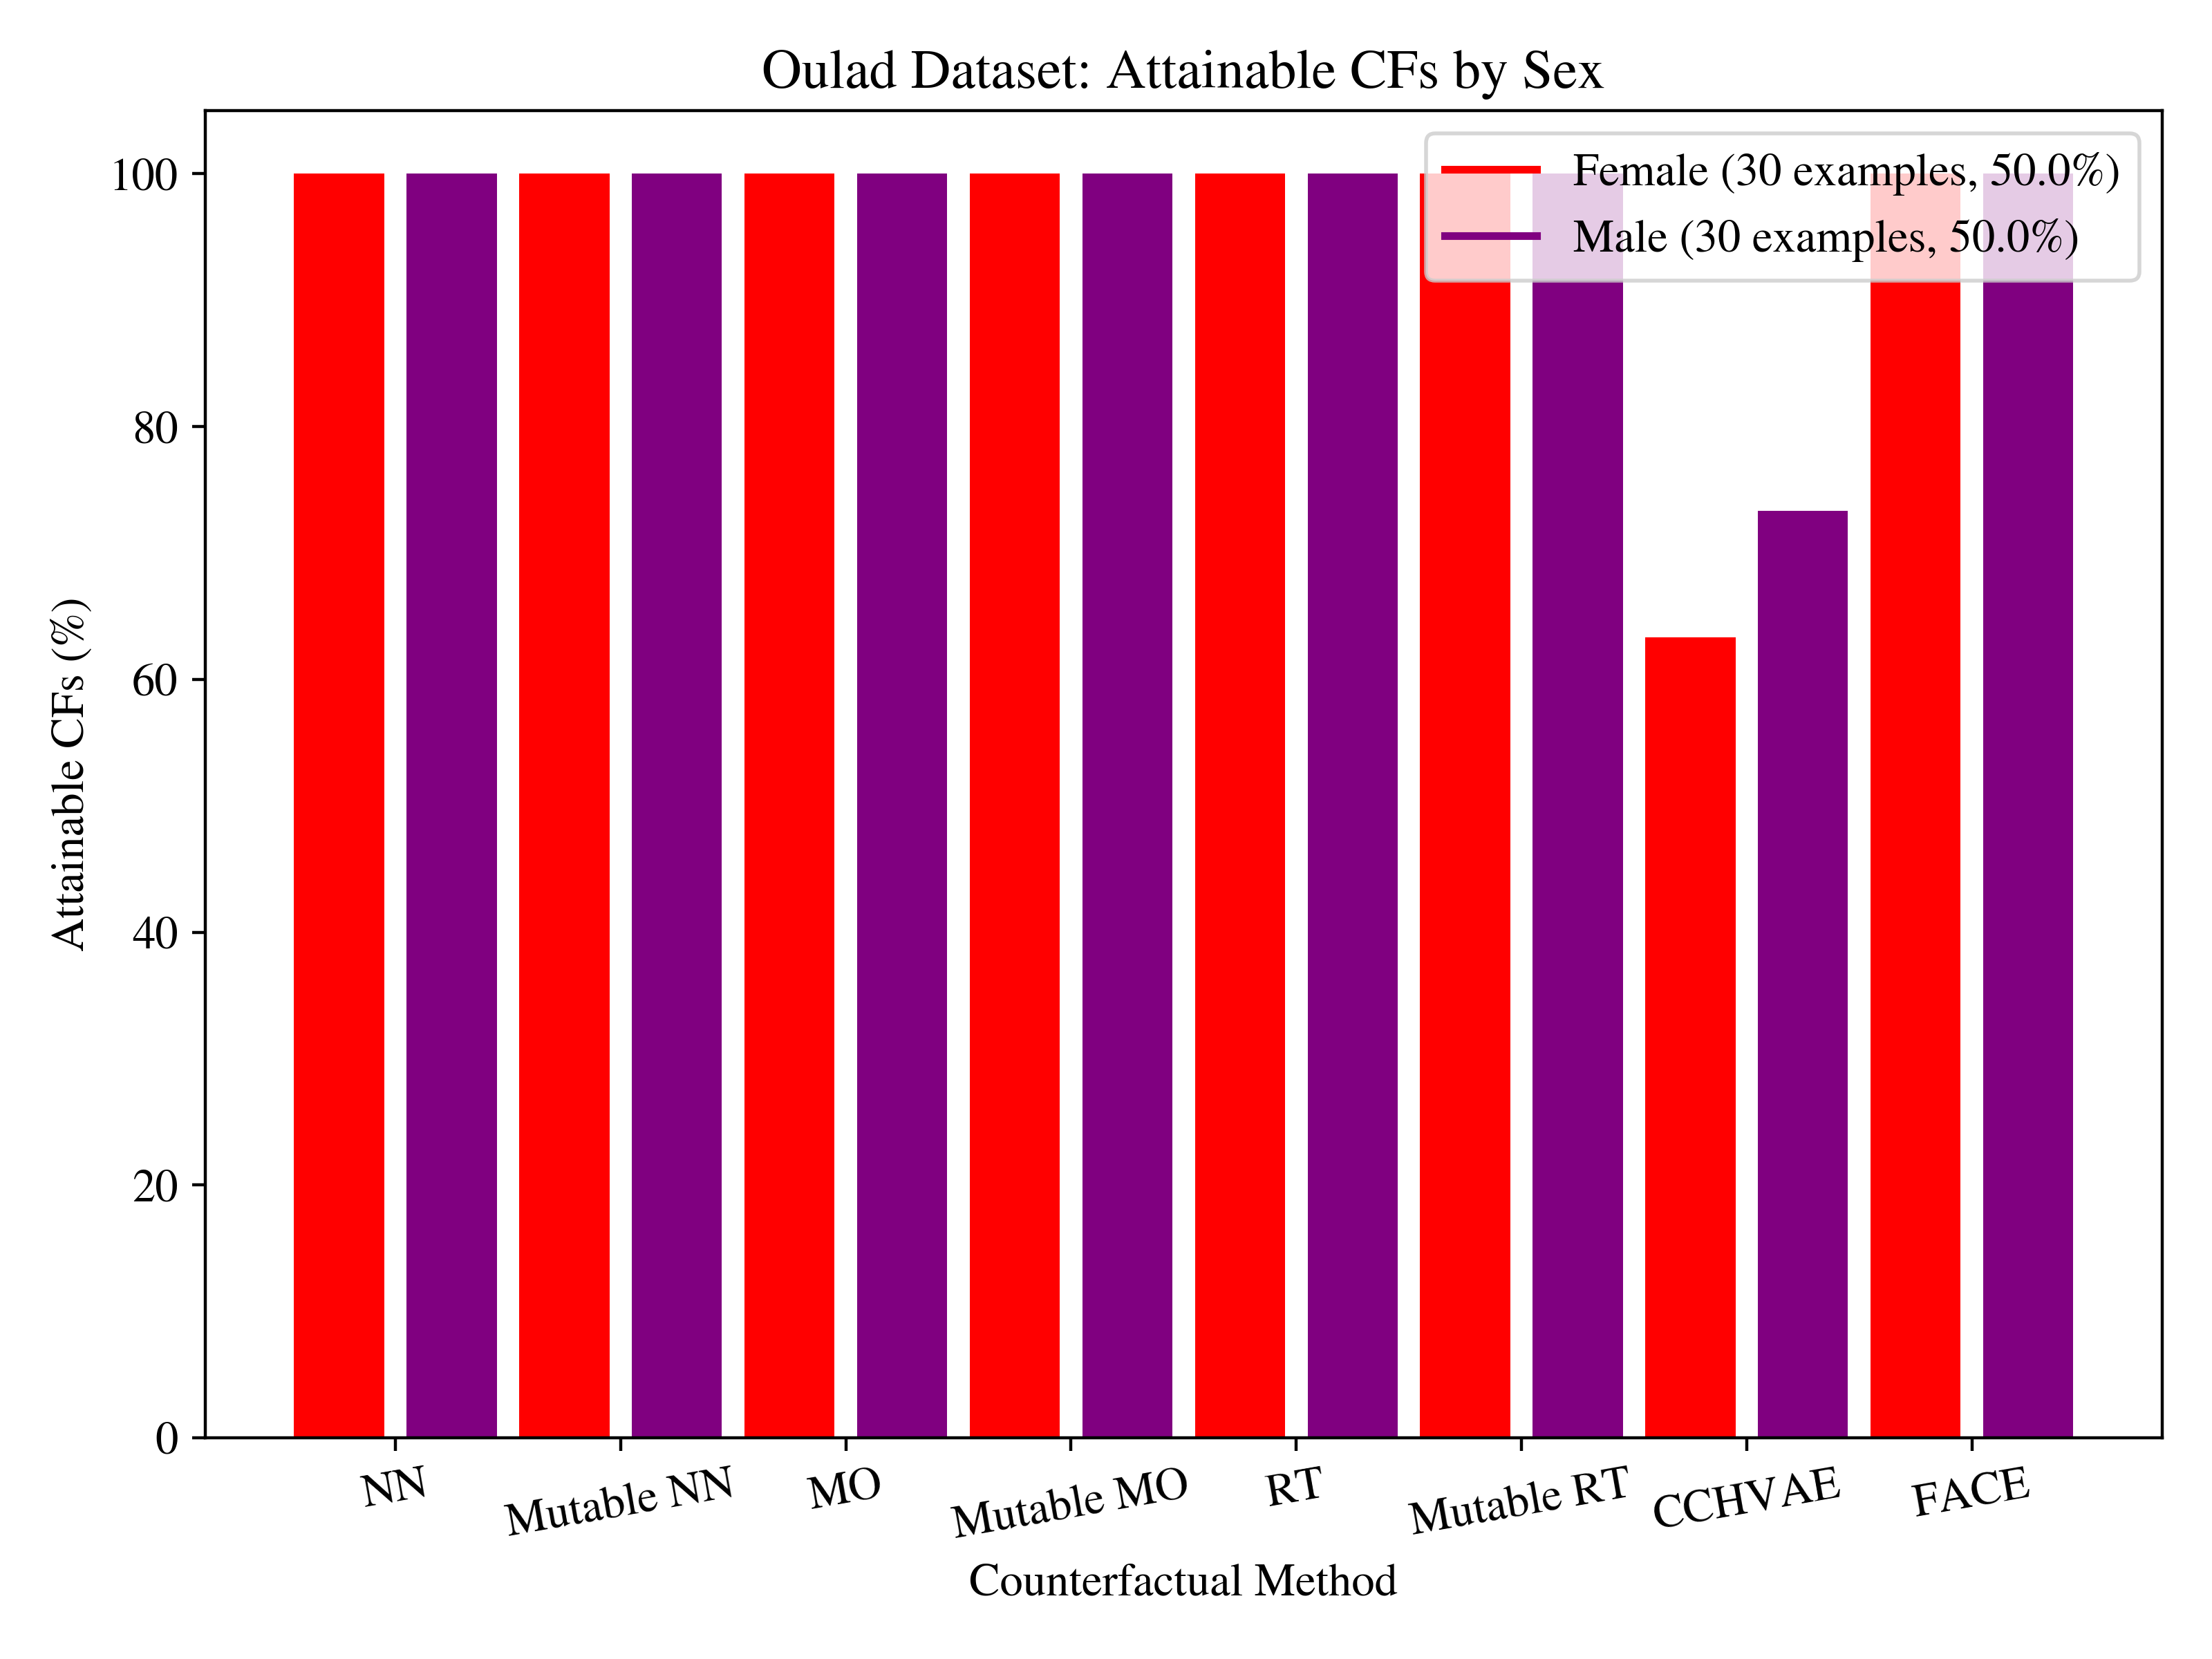 Oulad Dataset: Attainable CFs by Sex
Female (30 examples, 50.0%)
Male (30 examples, 50.0%)
Attainable CFs (%)
100
80
60
40
20
0
NN
Mutable NN
MO
Mutable MO
RT
Mutable RT
CCHVAE
FACE
Counterfactual Method